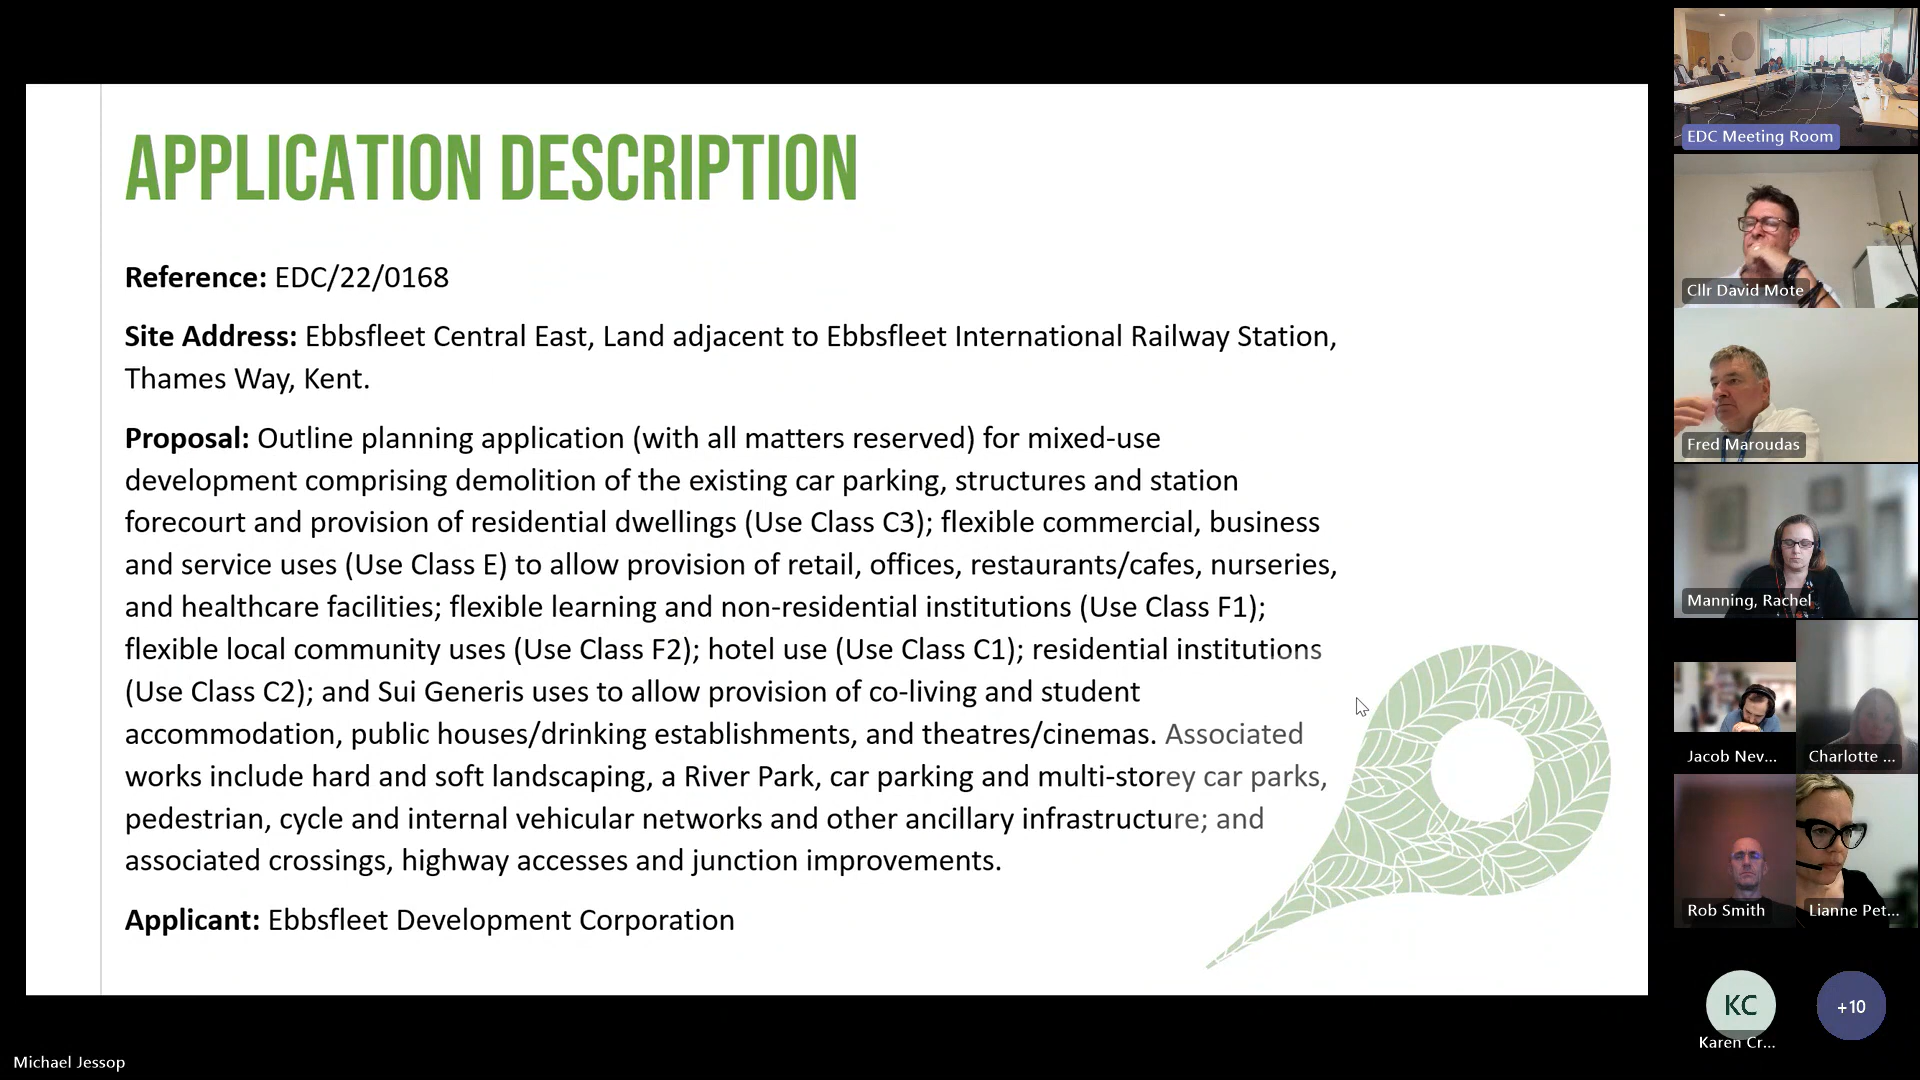 APPLICATION DESCRIPTION
Reference: EDC/22/0168
Site Address: Ebbsfleet Central East, Land adjacent to Ebbsfleet International Railway Station,
Thames Way, Kent.
Proposal: Outline planning application (with all matters reserved) for mixed-use
development comprising demolition of the existing car parking, structures and station
forecourt and provision of residential dwellings (Use Class C3); flexible commercial, business
and service uses (Use Class E) to allow provision of retail, offices, restaurants/cafes, nurseries,
and healthcare facilities; flexible learning and non-residential institutions (Use Class F1);
flexible local community uses (Use Class F2); hotel use (Use Class C1); residential institutions
(Use Class C2); and Sui Generis uses to allow provision of co-living and student
accommodation, public houses/drinking establishments, and theatres/cinemas. Associated
works include hard and soft landscaping, a River Park, car parking and multi-storey car parks,
pedestrian, cycle and internal vehicular networks and other ancillary infrastructure; and
associated crossings, highway accesses and junction improvements.
Applicant: Ebbsfleet Development Corporation
Michael Jessop
EDC Meeting Room
Cllr David Mote
Fred Maroudas
Manning, Rachel
Jacob Nev...
Charlotte ...
Rob Smith
Lianne Pet...
KC
+10
Karen Cr...